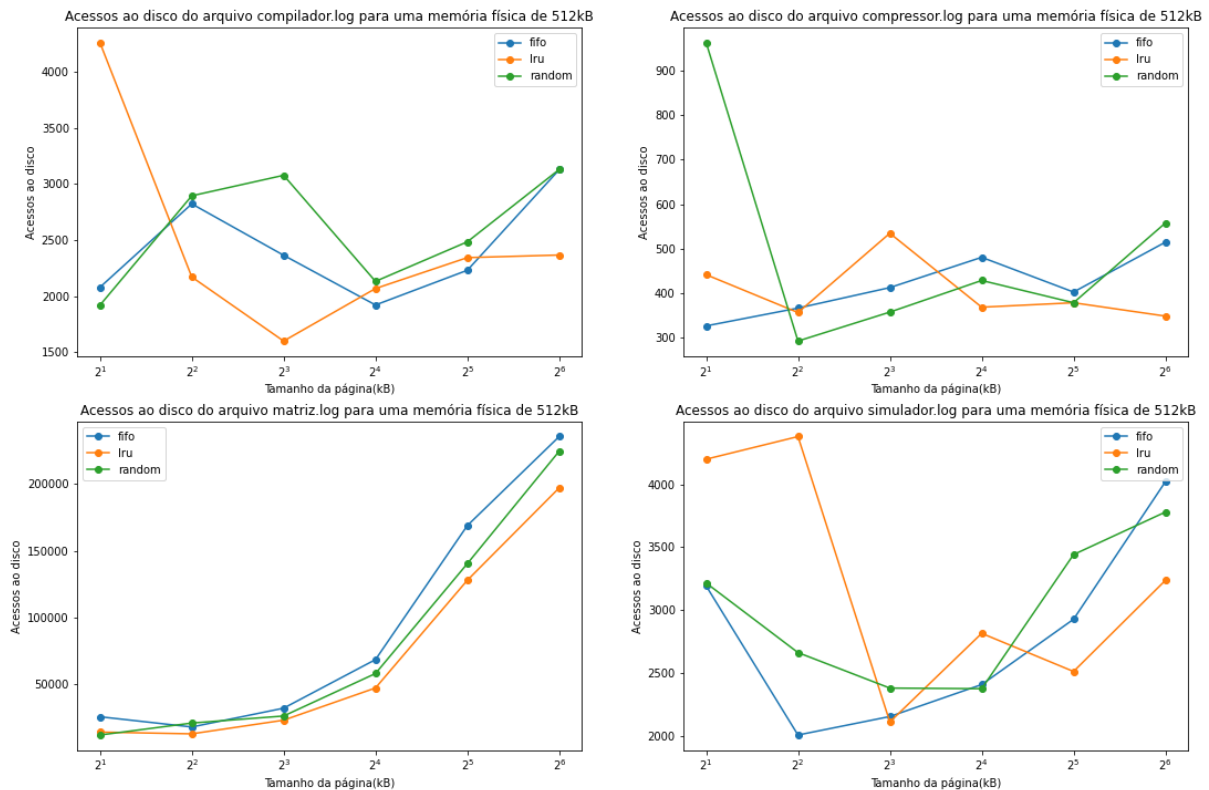 Acessos ao disco do arquivo compilador.log para uma memória física de 512kB
fifo
lru
random
4000
3500
3000
2500
2000
1500
Acessos ao disco
2^1 2^2 2^3 2^4 2^5 2^6
Tamanho da página(kB)
Acessos ao disco do arquivo compressor.log para uma memória física de 512kB
fifo
lru
random
900
800
700
600
500
400
300
Acessos ao disco
2^1 2^2 2^3 2^4 2^5 2^6
Tamanho da página(kB)
Acessos ao disco do arquivo matriz.log para uma memória física de 512kB
fifo
lru
random
200000
150000
100000
50000
Acessos ao disco
2^1 2^2 2^3 2^4 2^5 2^6
Tamanho da página(kB)
Acessos ao disco do arquivo simulador.log para uma memória física de 512kB
fifo
lru
random
4000
3500
3000
2500
2000
Acessos ao disco
2^1 2^2 2^3 2^4 2^5 2^6
Tamanho da página(kB)